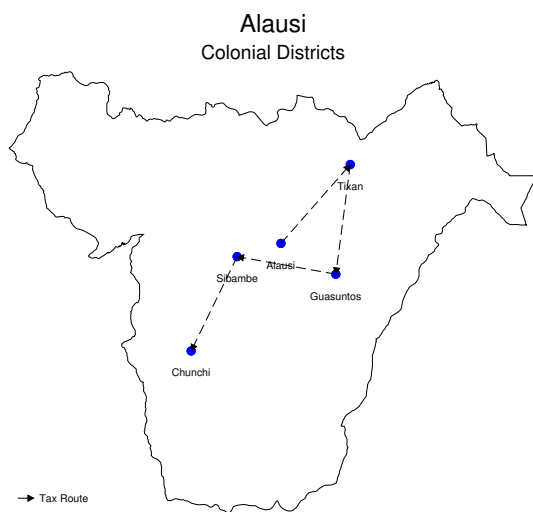 Alausi
Colonial Districts
Tixan
Alausi
Sibambe
Guasuntos
Chunchi
Tax Route